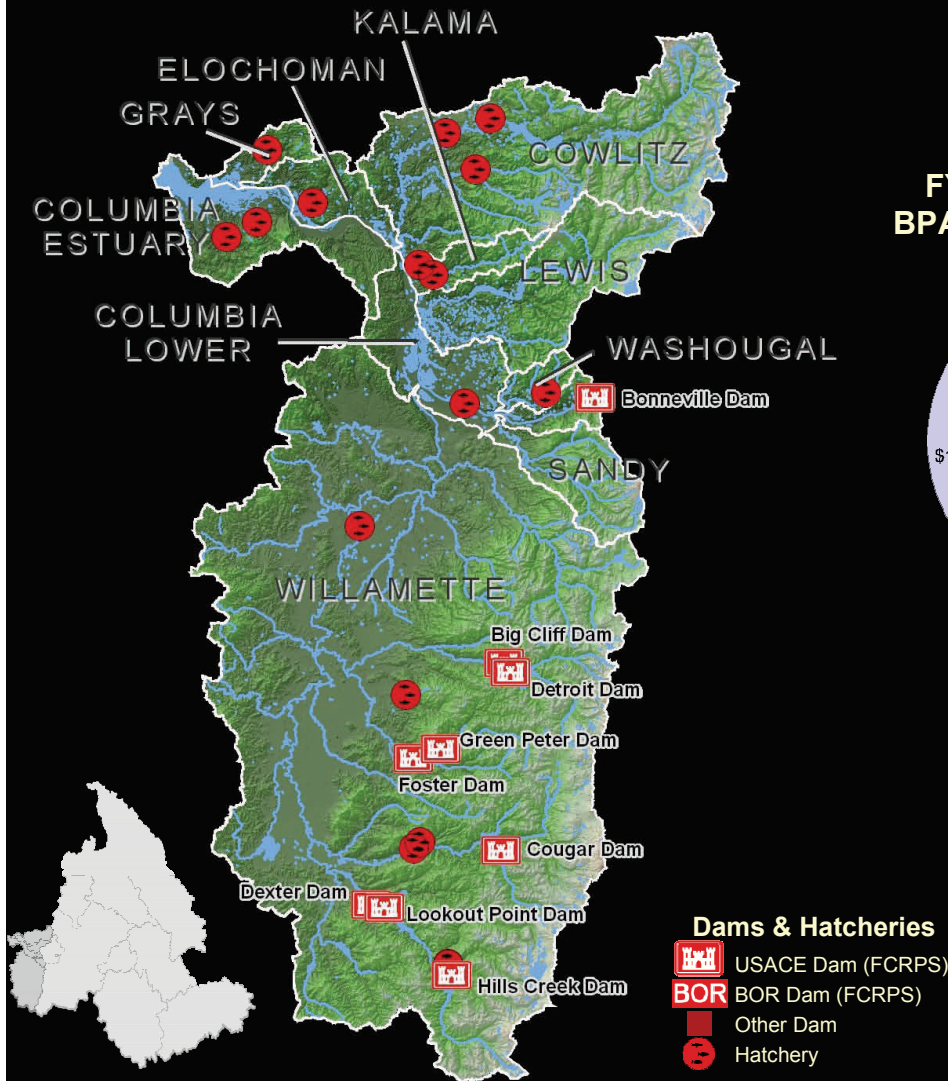 KALAMA
ELOCHOMAN
GRAYS
COWLITZ
COLUMBIA
ESTUARY
LEWIS
COLUMBIA
LOWER
WASHOUGAL
Bonneville Dam
SANDY
WILLAMETTE
Big Cliff Dam
Detroit Dam
Green Peter Dam
Foster Dam
Cougar Dam
Dexter Dam
Lookout Point Dam
Hills Creek Dam
BPA
Dams & Hatcheries
USACE Dam (FCRPS)
BOR BOR Dam (FCRPS)
Other Dam
Hatchery